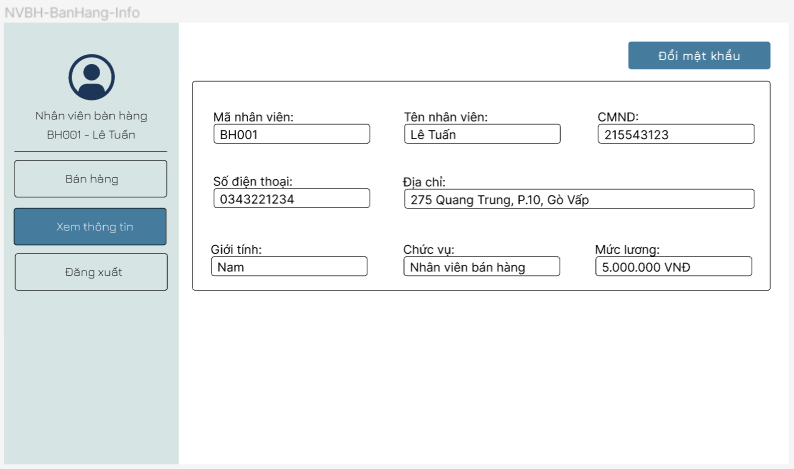 NVBH-BanHang-Info
Đổi mật khẩu
Nhân viên bán hàng
BH001 - Lê Tuấn
Bán hàng
Xem thông tin
Đăng xuất
Mã nhân viên: Tên nhân viên: CMND:
BH001 Lê Tuấn 215543123
Số điện thoại: Địa chỉ:
0343221234 275 Quang Trung, P.10, Gò Vấp
Giới tính: Chức vụ: Mức lương:
Nam Nhân viên bán hàng 5.000.000 VNĐ